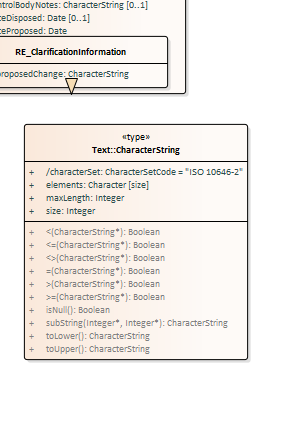 ntrolBodyNotes: CharacterString [0..1]
teDisposed: Date [0..1]
teProposed: Date
RE_ClarificationInformation
proposedChange: CharacterString
«type»
Text::CharacterString
+ /characterSet: CharacterSetCode = "ISO 10646-2"
+ elements: Character [size]
+ maxLength: Integer
+ size: Integer
+ <(CharacterString*): Boolean
+ <=(CharacterString*): Boolean
+ <>(CharacterString*): Boolean
+ =(CharacterString*): Boolean
+ >(CharacterString*): Boolean
+ >=(CharacterString*): Boolean
+ isNull(): Boolean
+ subString(Integer*, Integer*): CharacterString
+ toLower(): CharacterString
+ toUpper(): CharacterString